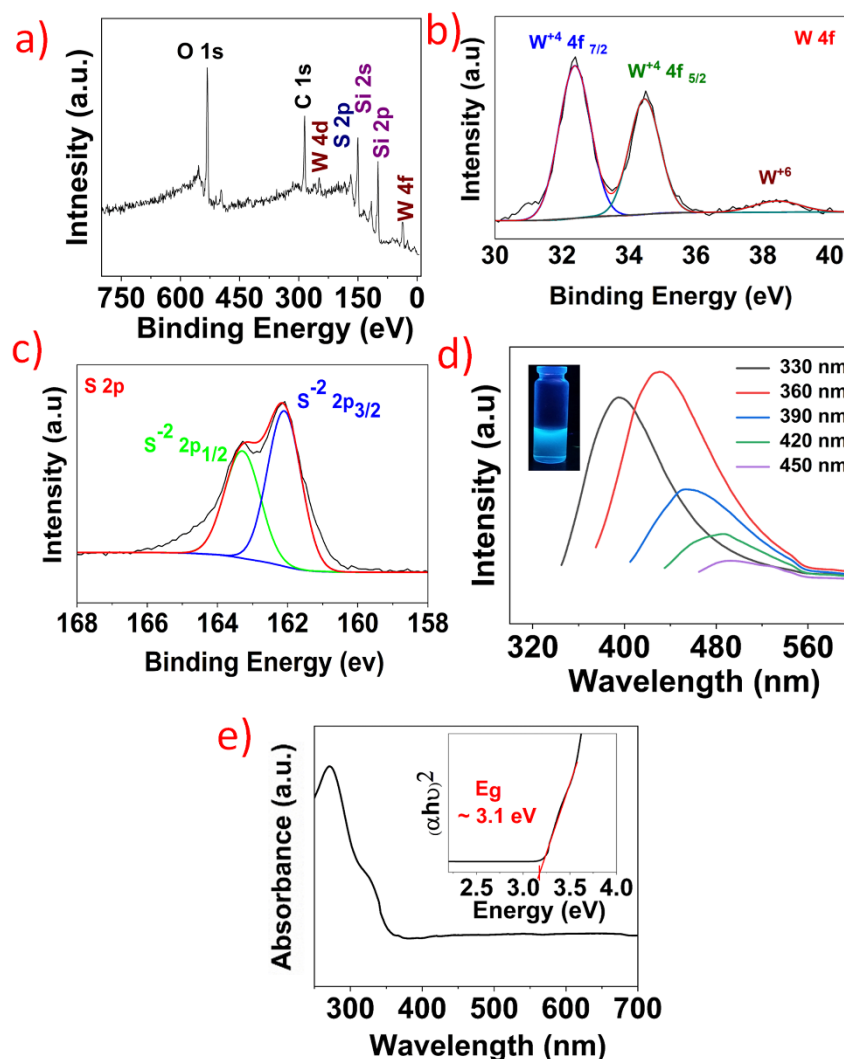 a)
Intnesity (a.u.)
O 1s
C 1s
W 4d
S 2p
Si 2s
Si 2p
W 4f
750 600 450 300 150 0
Binding Energy (eV)
b)
Intensity (a.u.)
W+4 4f 7/2
W+4 4f 5/2
W 4f
W+6
30 32 34 36 38 40
Binding Energy (eV)
c)
Intensity (a.u)
S 2p
S-2 2p1/2
S-2 2p3/2
168 166 164 162 160 158
Binding Energy (ev)
d)
Intensity (a.u)
330 nm
360 nm
390 nm
420 nm
450 nm
320 400 480 560
Wavelength (nm)
e)
Absorbance (a.u.)
(αhυ)2
Eg
~ 3.1 eV
2.5 3.0 3.5 4.0
Energy (eV)
300 400 500 600 700
Wavelength (nm)